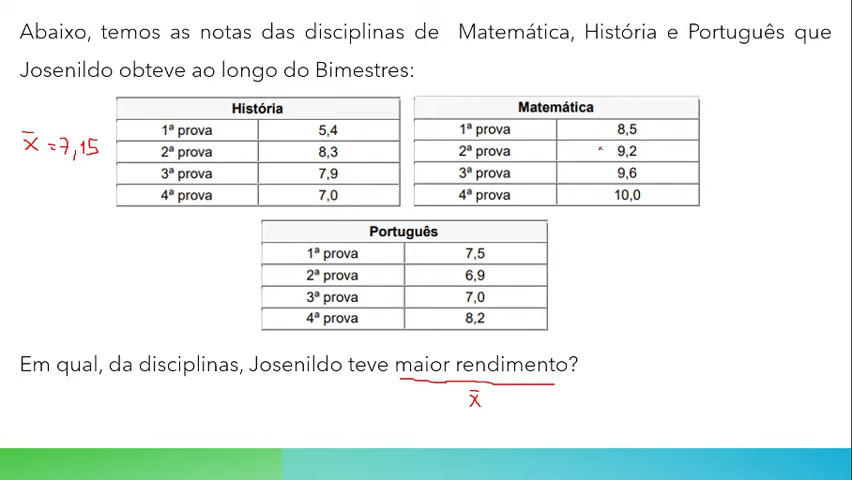 Abaixo, temos as notas das disciplinas de Matemática, História e Português que
Josenildo obteve ao longo do Bimestres:
x̄ = 7,15
História
1ª prova 5,4
2ª prova 8,3
3ª prova 7,9
4ª prova 7,0
Matemática
1ª prova 8,5
2ª prova 9,2
3ª prova 9,6
4ª prova 10,0
Português
1ª prova 7,5
2ª prova 6,9
3ª prova 7,0
4ª prova 8,2
Em qual, da disciplinas, Josenildo teve maior rendimento?
x̄